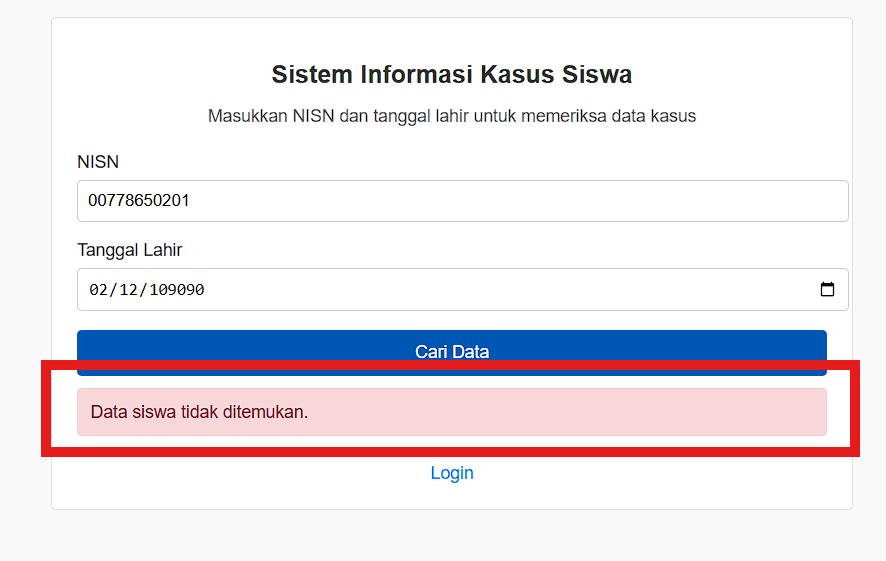 Sistem Informasi Kasus Siswa
Masukkan NISN dan tanggal lahir untuk memeriksa data kasus
NISN
00778650201
Tanggal Lahir
02/12/109090
Cari Data
Data siswa tidak ditemukan.
Login